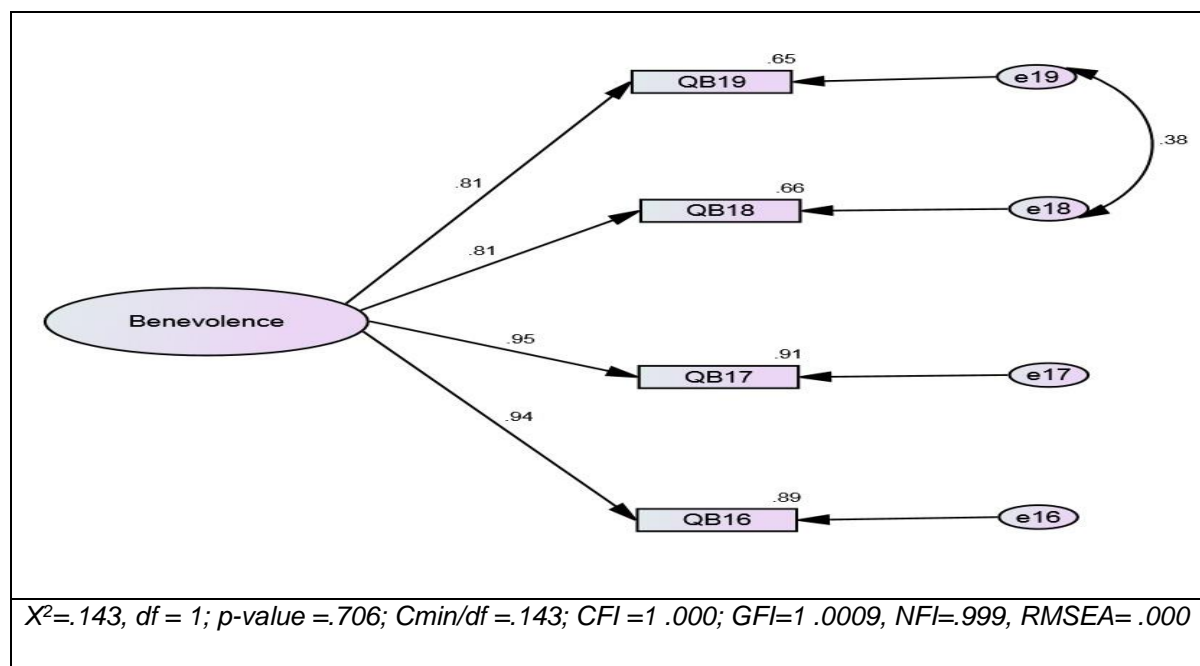 .65
QB19
e19
.38
.81
.66
QB18
e18
.81
Benevolence
.95
.91
QB17
e17
.94
.89
QB16
e16
X²=.143, df = 1; p-value =.706; Cmin/df =.143; CFI =1 .000; GFI=1 .0009, NFI=.999, RMSEA= .000